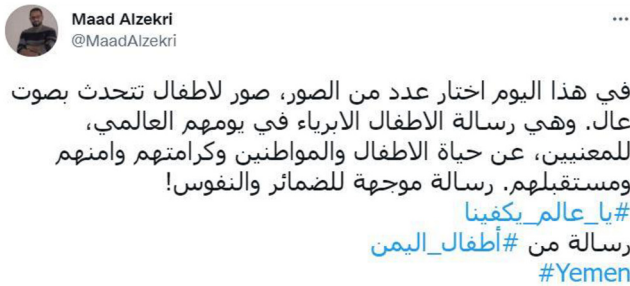 Maad Alzekri
@MaadAlzekri
في هذا اليوم اختار عدد من الصور، صور لاطفال تتحدث بصوت
عال. وهي رسالة الاطفال الابرياء في يومهم العالمي،
للمعنيين، عن حياة الاطفال والمواطنين وكرامتهم وامنهم
ومستقبلهم. رسالة موجهة للضمائر والنفوس!
#يا_عالم_يكفينا
رسالة من #أطفال_اليمن
#Yemen